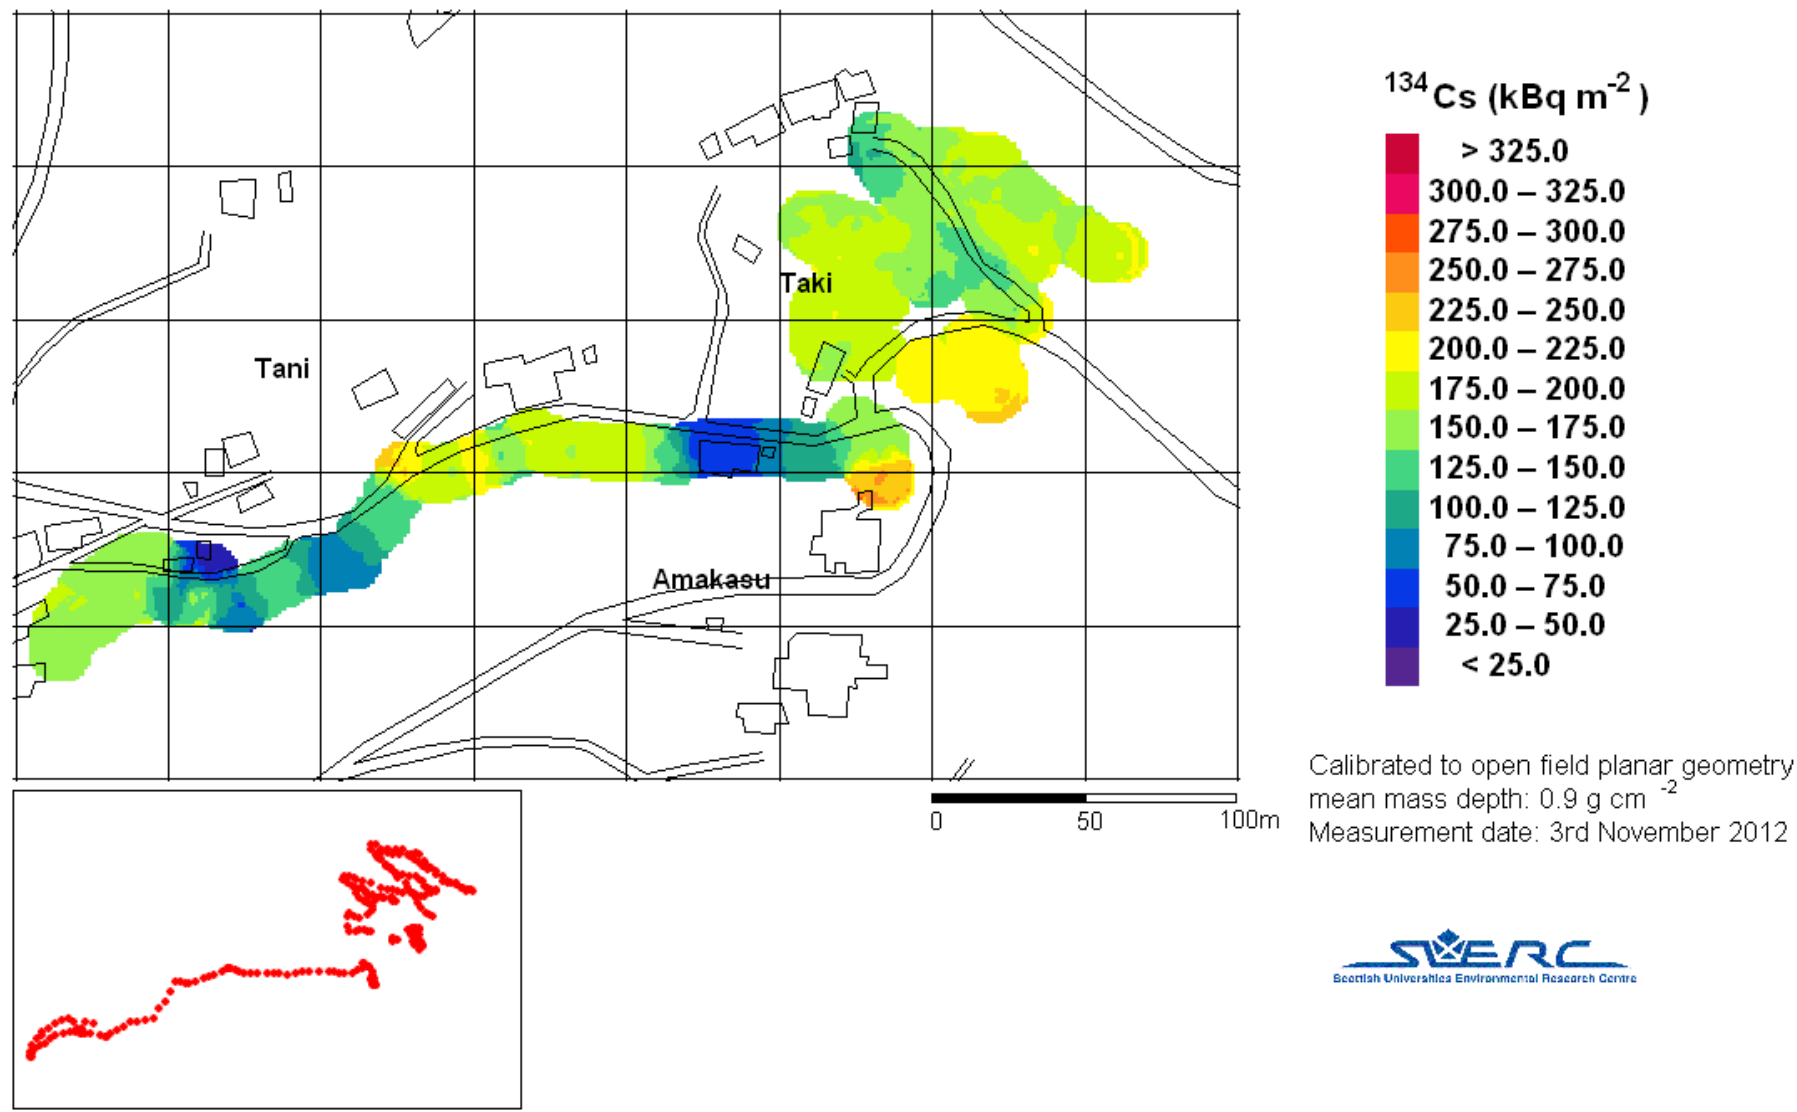 134 Cs (kBq m-2 )
> 325.0
300.0 – 325.0
275.0 – 300.0
250.0 – 275.0
225.0 – 250.0
200.0 – 225.0
175.0 – 200.0
150.0 – 175.0
125.0 – 150.0
100.0 – 125.0
75.0 – 100.0
50.0 – 75.0
25.0 – 50.0
< 25.0
Taki
Tani
Amakasu
0 50 100m
Calibrated to open field planar geometry
mean mass depth: 0.9 g cm -2
Measurement date: 3rd November 2012
SUERC
Scottish Universities Environmental Research Centre